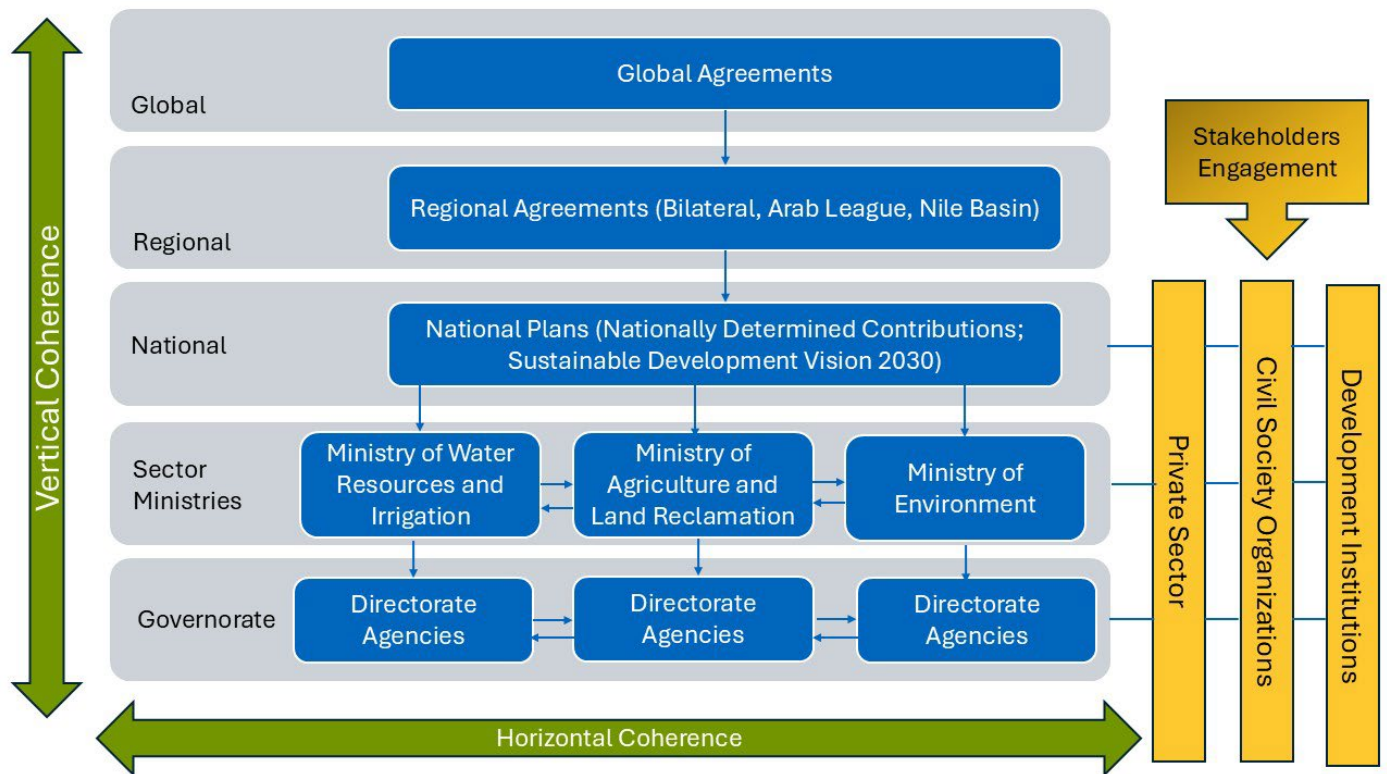 Global
Global Agreements
Regional
Regional Agreements (Bilateral, Arab League, Nile Basin)
National
National Plans (Nationally Determined Contributions;
Sustainable Development Vision 2030)
Sector
Ministries
Ministry of Water
Resources and
Irrigation
Ministry of
Agriculture and
Land Reclamation
Ministry of
Environment
Governorate
Directorate
Agencies
Directorate
Agencies
Directorate
Agencies
Vertical Coherence
Horizontal Coherence
Stakeholders
Engagement
Private Sector
Civil Society Organizations
Development Institutions